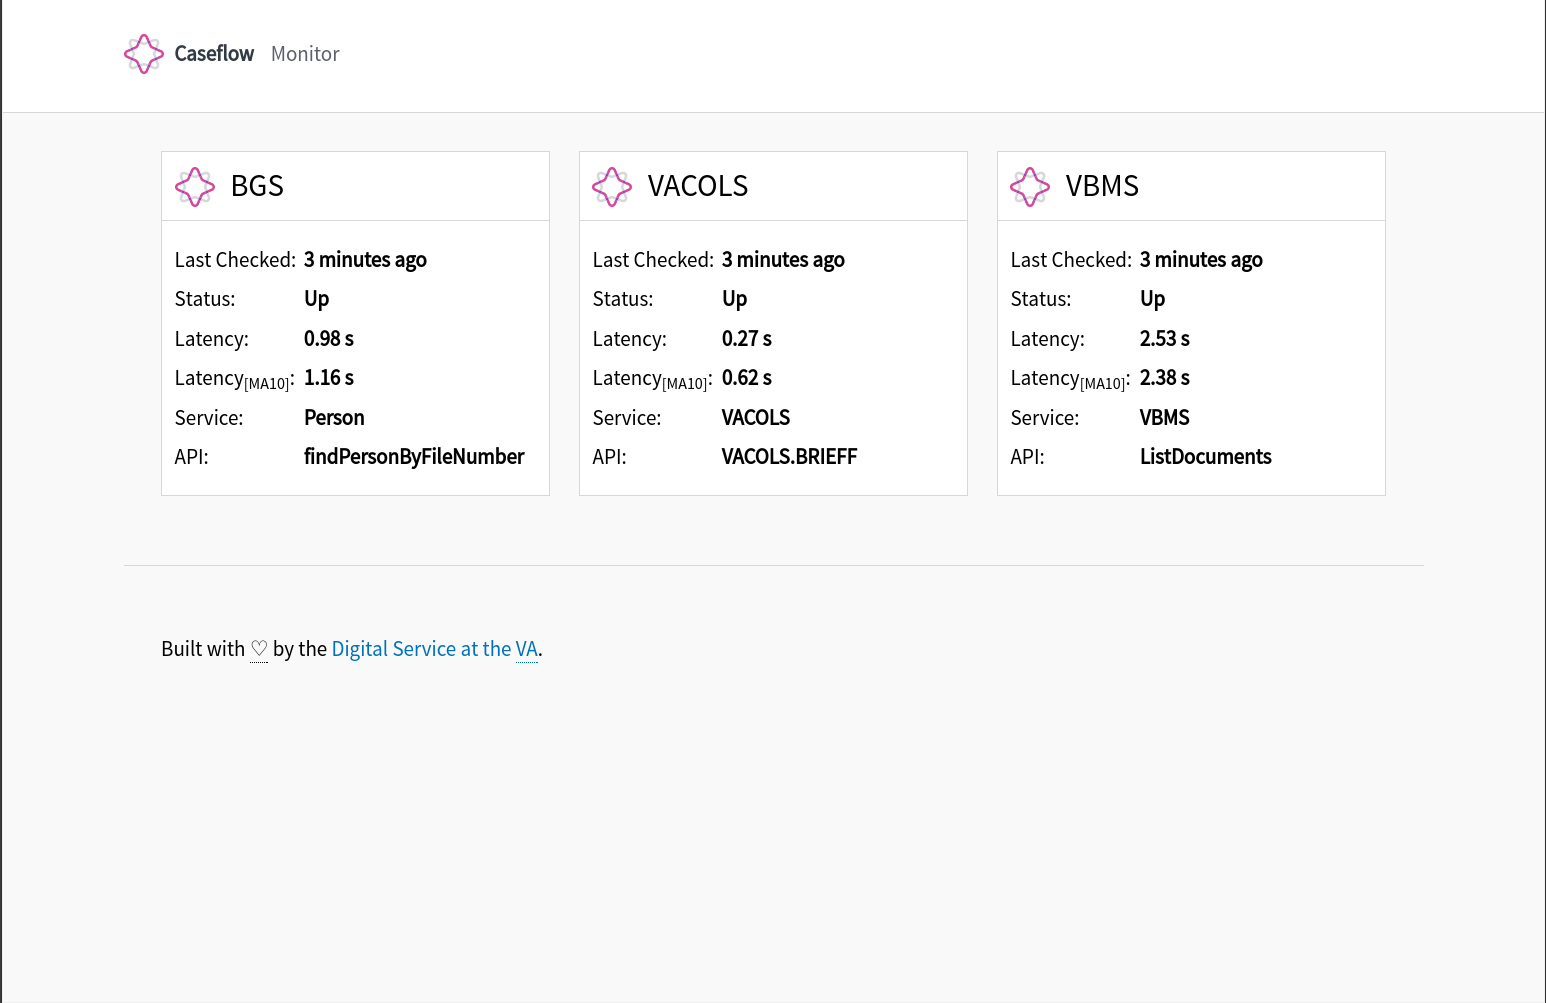 Caseflow Monitor
BGS
Last Checked: 3 minutes ago
Status: Up
Latency: 0.98 s
Latency[MA10]: 1.16 s
Service: Person
API: findPersonByFileNumber
VACOLS
Last Checked: 3 minutes ago
Status: Up
Latency: 0.27 s
Latency[MA10]: 0.62 s
Service: VACOLS
API: VACOLS.BRIEFF
VBMS
Last Checked: 3 minutes ago
Status: Up
Latency: 2.53 s
Latency[MA10]: 2.38 s
Service: VBMS
API: ListDocuments
Built with ♡ by the Digital Service at the VA.